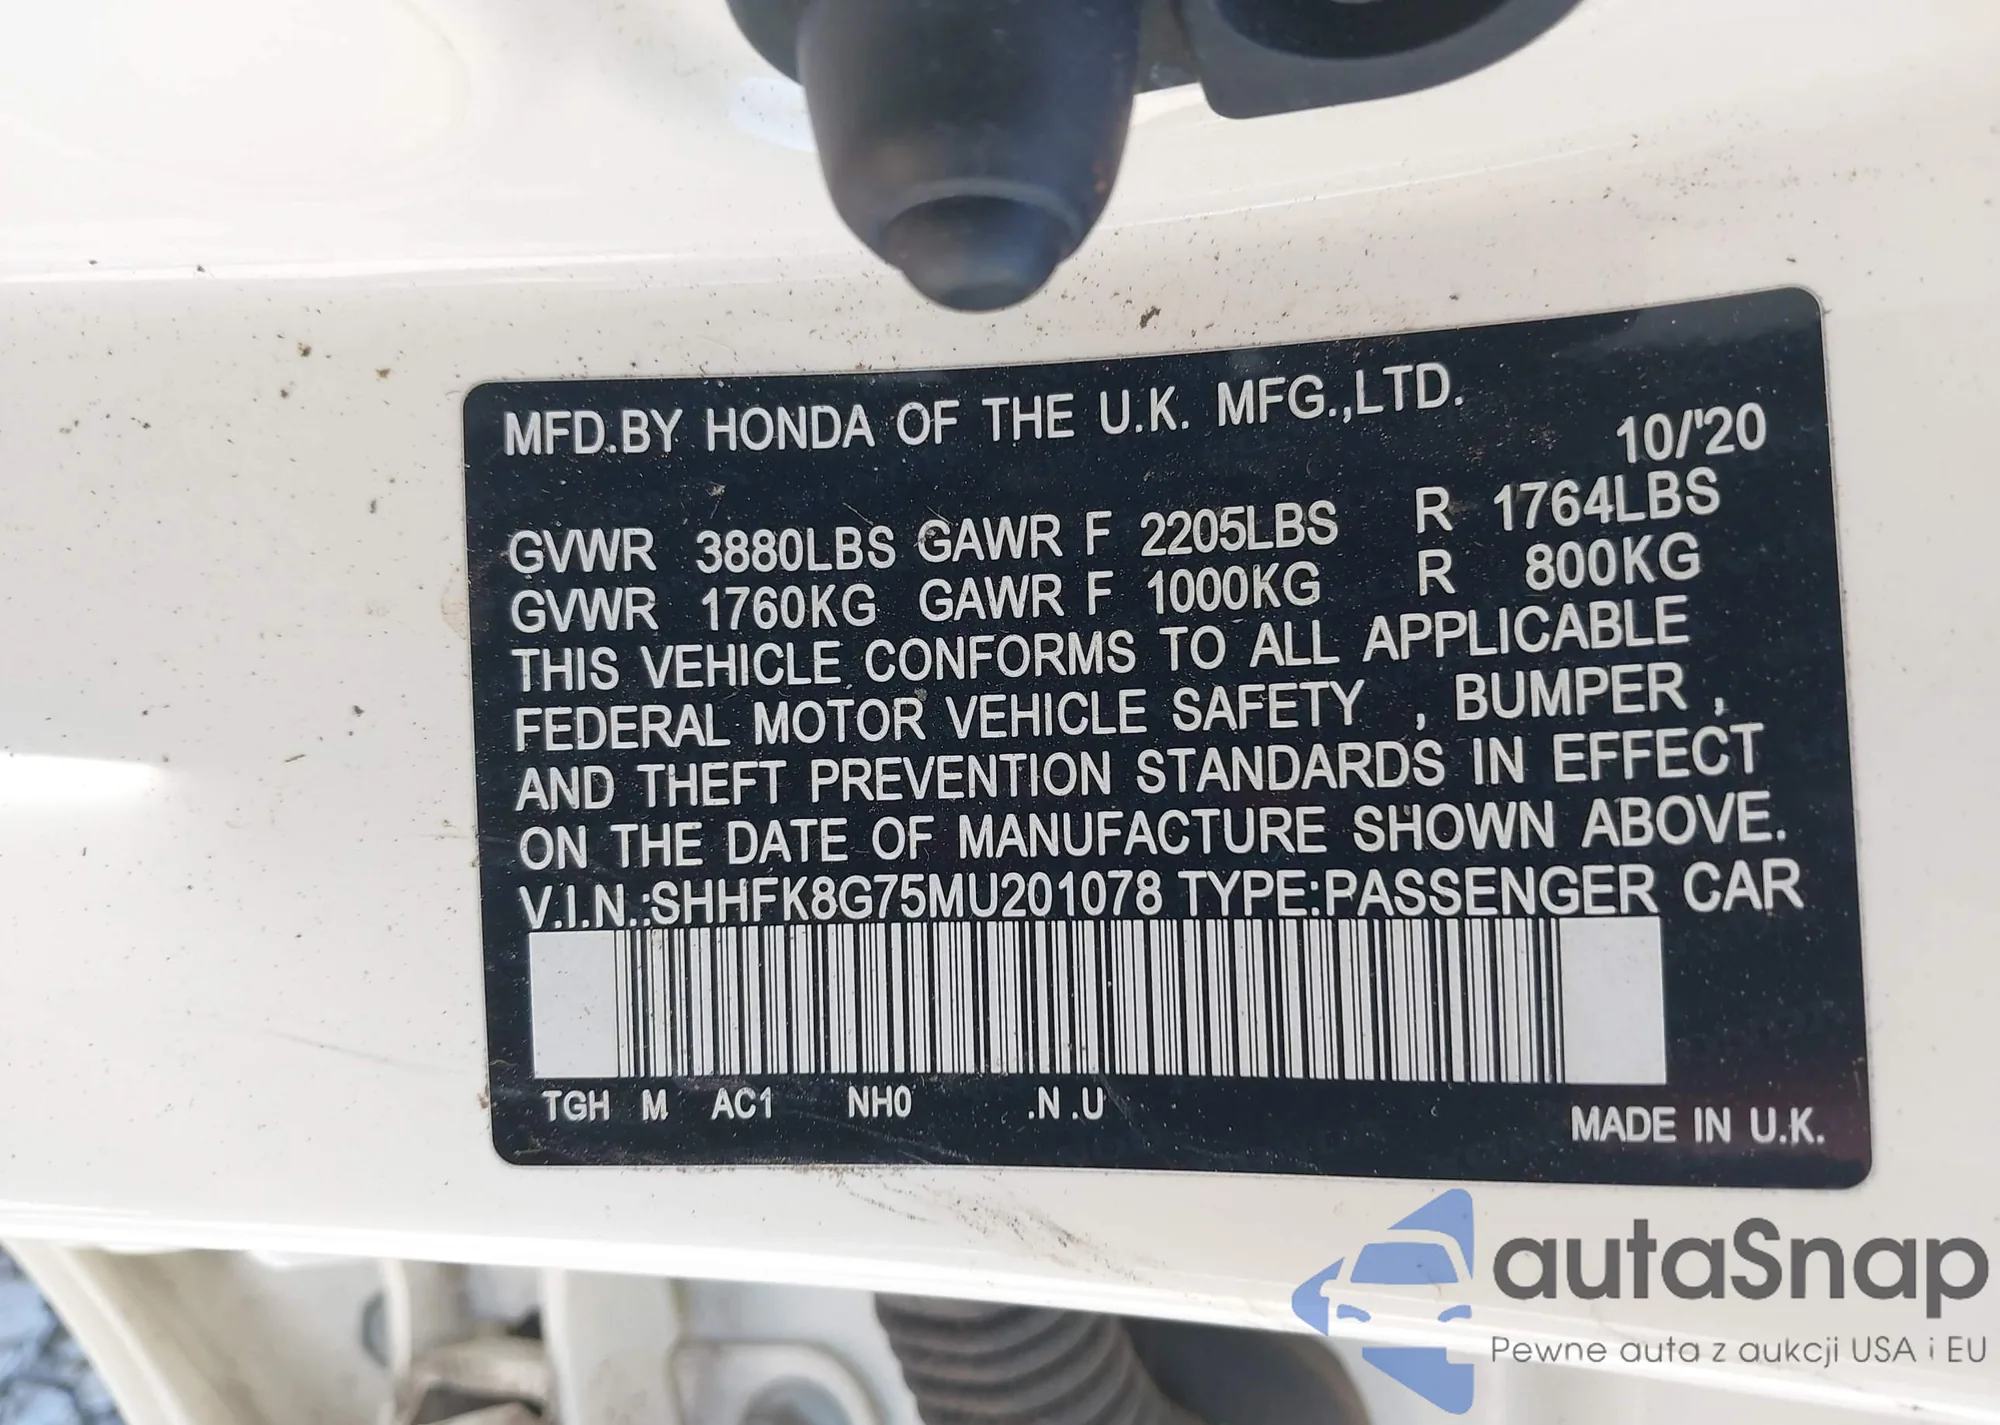 MFD.BY HONDA OF THE U.K. MFG.,LTD.
10/'20
GVWR 3880LBS GAWR F 2205LBS R 1764LBS
GVWR 1760KG GAWR F 1000KG R 800KG
THIS VEHICLE CONFORMS TO ALL APPLICABLE
FEDERAL MOTOR VEHICLE SAFETY , BUMPER ,
AND THEFT PREVENTION STANDARDS IN EFFECT
ON THE DATE OF MANUFACTURE SHOWN ABOVE.
V.I.N.:SHHFK8G75MU201078 TYPE:PASSENGER CAR
TGH M AC1 NH0 .N .U
MADE IN U.K.
autaSnap
Pewne auta z aukcji USA i EU